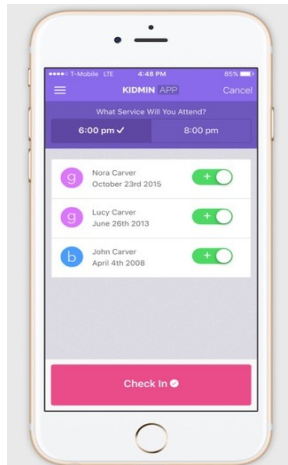 T-Mobile LTE 4:48 PM 85%
KIDMIN APP Cancel
What Service Will You Attend?
6:00 pm ✓ 8:00 pm
g Nora Carver
October 23rd 2015
+
g Lucy Carver
June 26th 2013
+
b John Carver
April 4th 2008
+
Check In